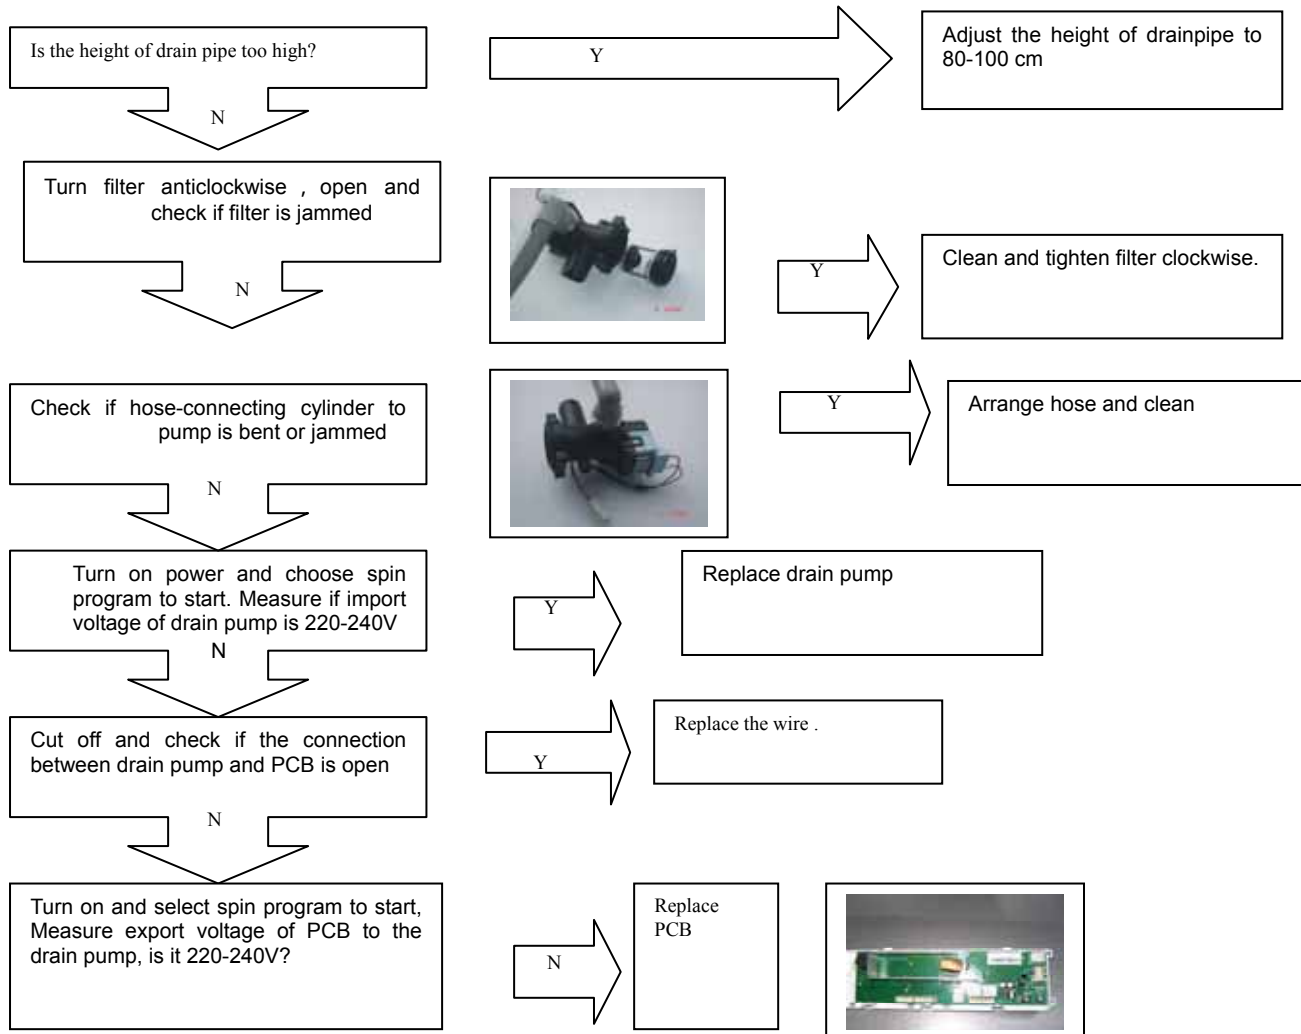 Is the height of drain pipe too high?
Y
Adjust the height of drainpipe to
80-100 cm
N
Turn filter anticlockwise , open and
check if filter is jammed
Y
Clean and tighten filter clockwise.
N
Check if hose-connecting cylinder to
pump is bent or jammed
Y
Arrange hose and clean
N
Turn on power and choose spin
program to start. Measure if import
voltage of drain pump is 220-240V
Y
Replace drain pump
N
Cut off and check if the connection
between drain pump and PCB is open
Y
Replace the wire .
N
Turn on and select spin program to start,
Measure export voltage of PCB to the
drain pump, is it 220-240V?
N
Replace
PCB